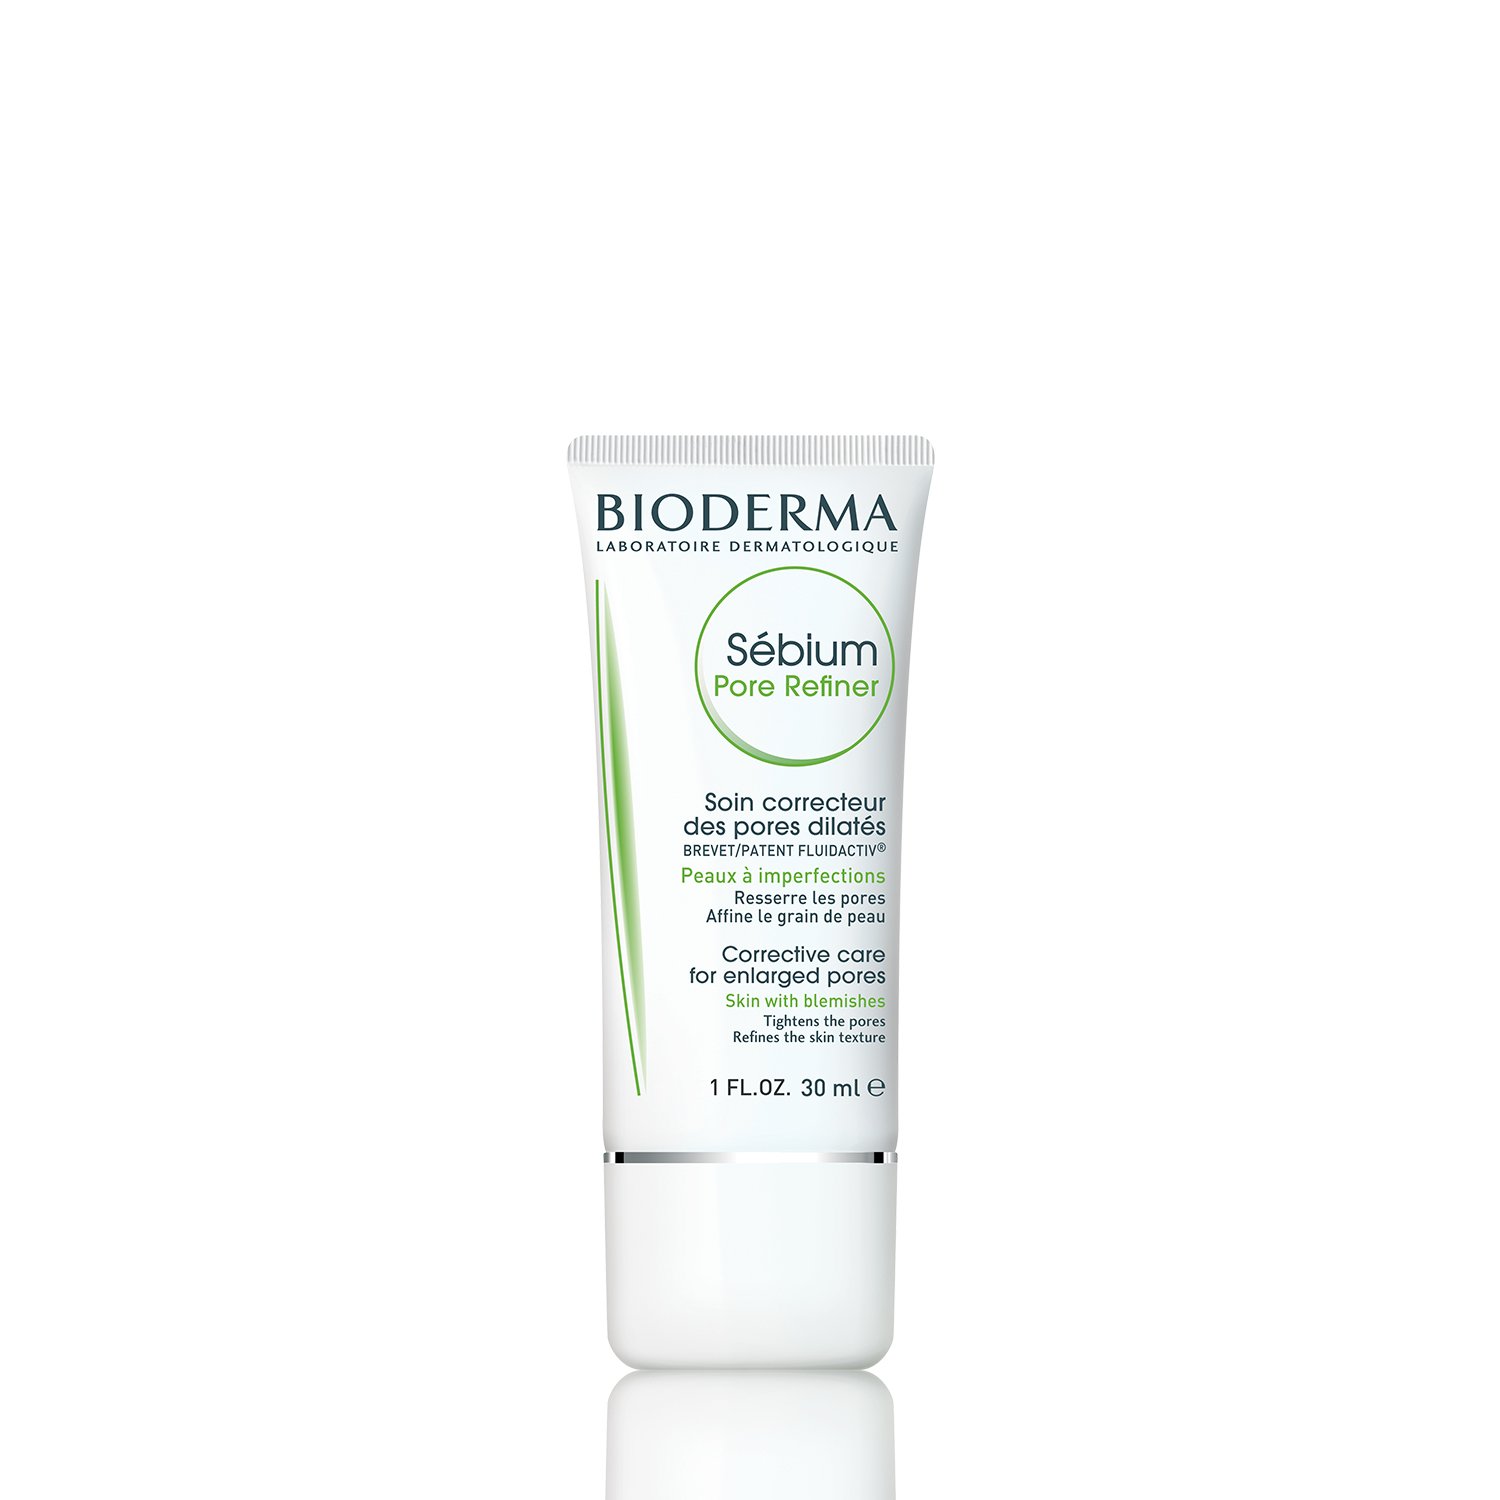 BIODERMA
LABORATOIRE DERMATOLOGIQUE
Sébium
Pore Refiner
Soin correcteur
des pores dilatés
BREVET/PATENT FLUIDACTIV®
Peaux à imperfections
Resserre les pores
Affine le grain de peau
Corrective care
for enlarged pores
Skin with blemishes
Tightens the pores
Refines the skin texture
1 FL.OZ. 30 ml ℮